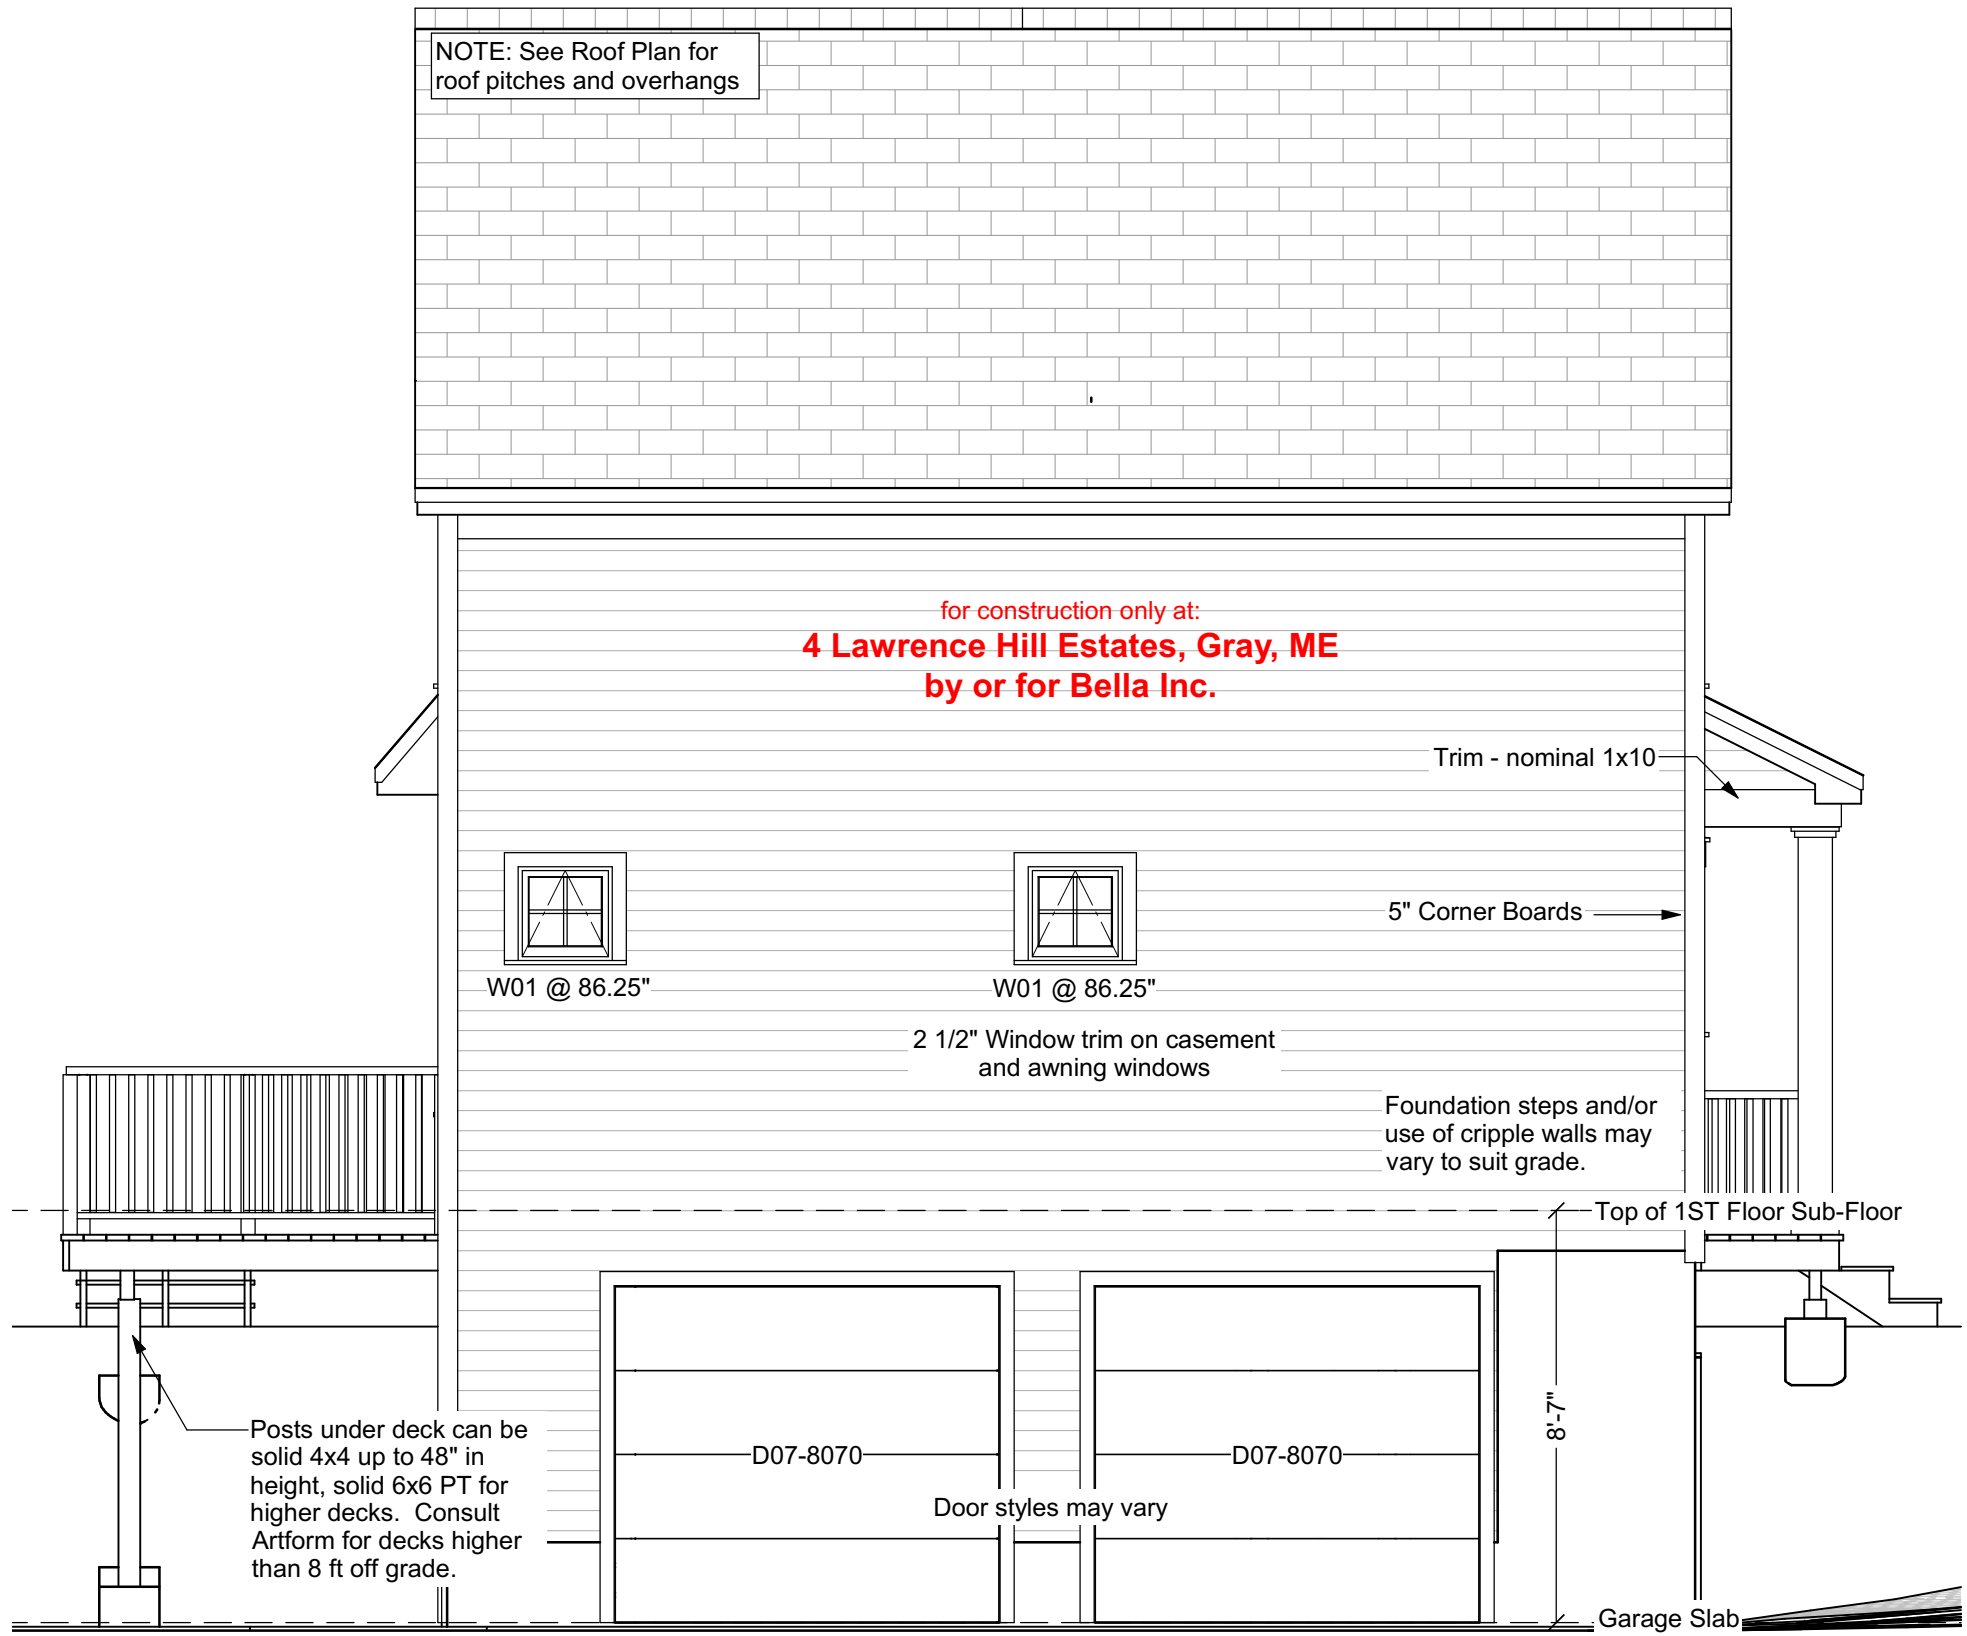 NOTE: See Roof Plan for
roof pitches and overhangs
for construction only at:
4 Lawrence Hill Estates, Gray, ME
by or for Bella Inc.
Trim - nominal 1x10
5" Corner Boards
W01 @ 86.25"
W01 @ 86.25"
2 1/2" Window trim on casement
and awning windows
Foundation steps and/or
use of cripple walls may
vary to suit grade.
Top of 1ST Floor Sub-Floor
8'-7"
Posts under deck can be
solid 4x4 up to 48" in
height, solid 6x6 PT for
higher decks. Consult
Artform for decks higher
than 8 ft off grade.
D07-8070
D07-8070
Door styles may vary
Garage Slab